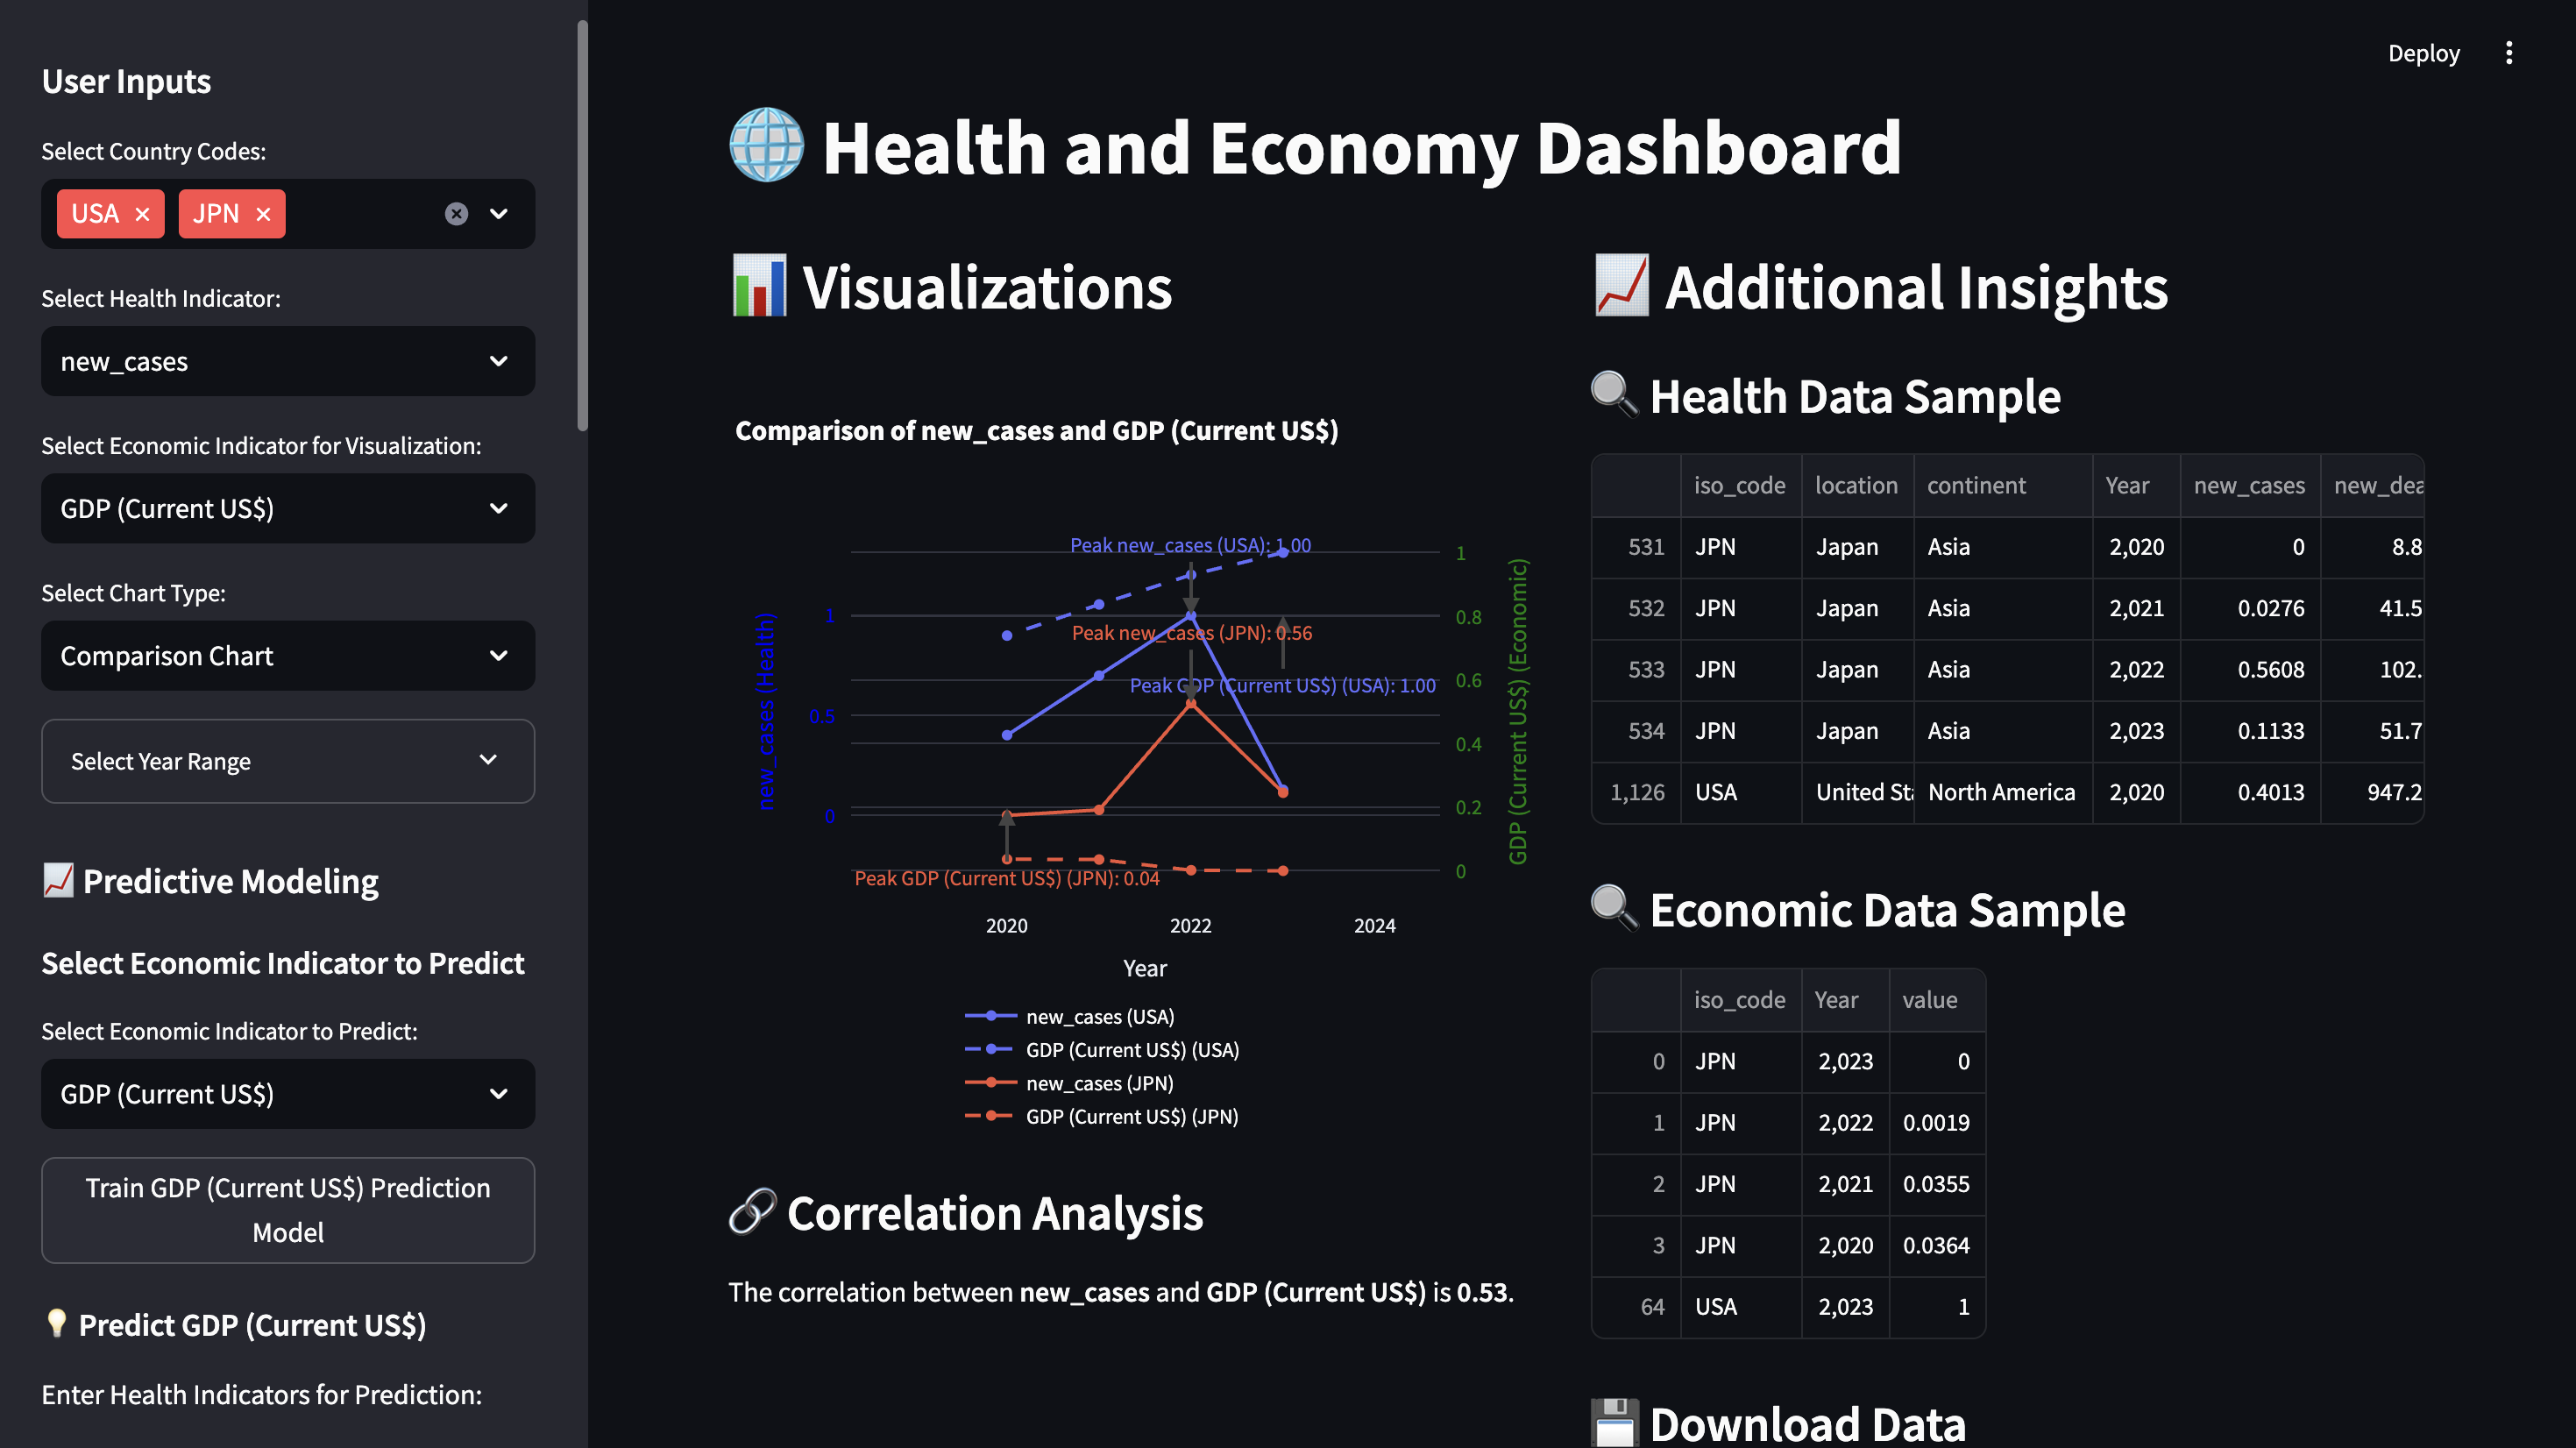 User Inputs
Select Country Codes:
USA
JPN
Select Health Indicator:
new_cases
Select Economic Indicator for Visualization:
GDP (Current US$)
Select Chart Type:
Comparison Chart
Select Year Range
Predictive Modeling
Select Economic Indicator to Predict
Select Economic Indicator to Predict:
GDP (Current US$)
Train GDP (Current US$) Prediction
Model
Predict GDP (Current US$)
Enter Health Indicators for Prediction:
Deploy
Health and Economy Dashboard
Visualizations
Comparison of new_cases and GDP (Current US$)
Peak new_cases (USA): 1.00
Peak new_cases (JPN): 0.56
Peak GDP (Current US$) (USA): 1.00
Peak GDP (Current US$) (JPN): 0.04
new_cases (Health)
1
0.5
0
GDP (Current US$) (Economic)
1
0.8
0.6
0.4
0.2
0
2020 2022 2024
Year
new_cases (USA)
GDP (Current US$) (USA)
new_cases (JPN)
GDP (Current US$) (JPN)
Correlation Analysis
The correlation between new_cases and GDP (Current US$) is 0.53.
Additional Insights
Health Data Sample
iso_code location continent Year new_cases new_dea
531 JPN Japan Asia 2,020 0 8.8
532 JPN Japan Asia 2,021 0.0276 41.5
533 JPN Japan Asia 2,022 0.5608 102.
534 JPN Japan Asia 2,023 0.1133 51.7
1,126 USA United Sta North America 2,020 0.4013 947.2
Economic Data Sample
iso_code Year value
0 JPN 2,023 0
1 JPN 2,022 0.0019
2 JPN 2,021 0.0355
3 JPN 2,020 0.0364
64 USA 2,023 1
Download Data